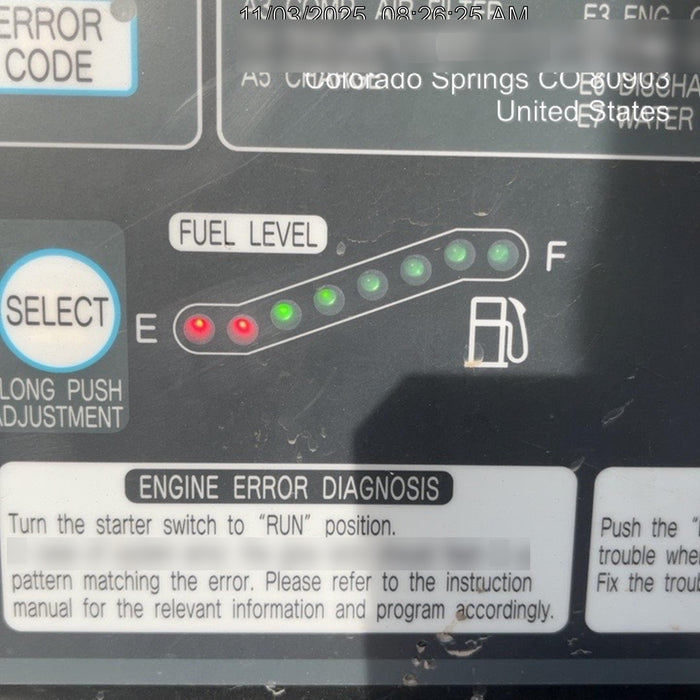 11/03/2025 08:26:25 AM
ERROR
CODE
E3 ENG
A5
Colorado Springs CO 80903
United States
E7 WATER
FUEL LEVEL
F
SELECT
E
LONG PUSH
ADJUSTMENT
ENGINE ERROR DIAGNOSIS
Turn the starter switch to “RUN” position.
pattern matching the error. Please refer to the instruction
manual for the relevant information and program accordingly.
Push the
trouble
Fix the